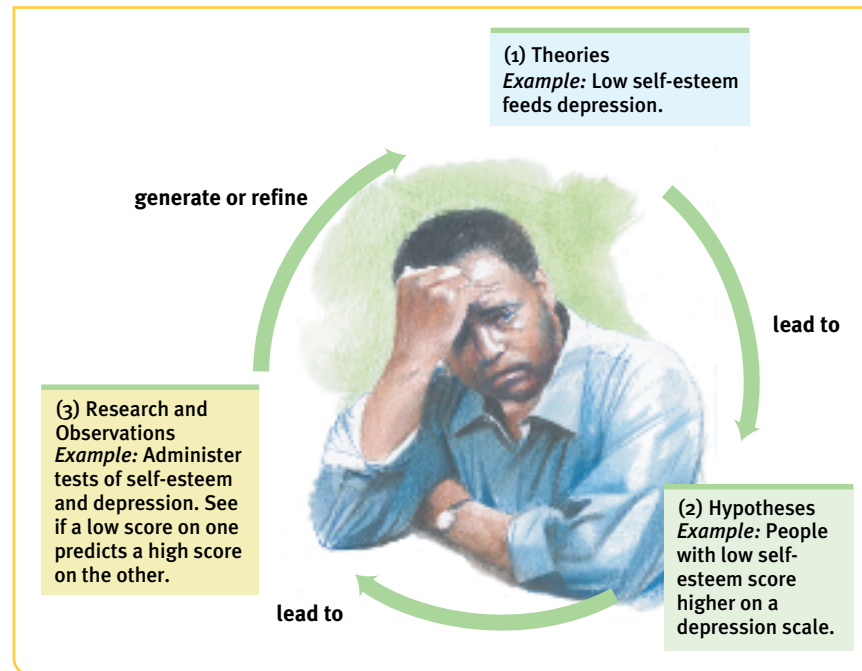 (1) Theories
Example: Low self-esteem
feeds depression.
generate or refine
lead to
(3) Research and
Observations
Example: Administer
tests of self-esteem
and depression. See
if a low score on one
predicts a high score
on the other.
(2) Hypotheses
Example: People
with low self-
esteem score
higher on a
depression scale.
lead to